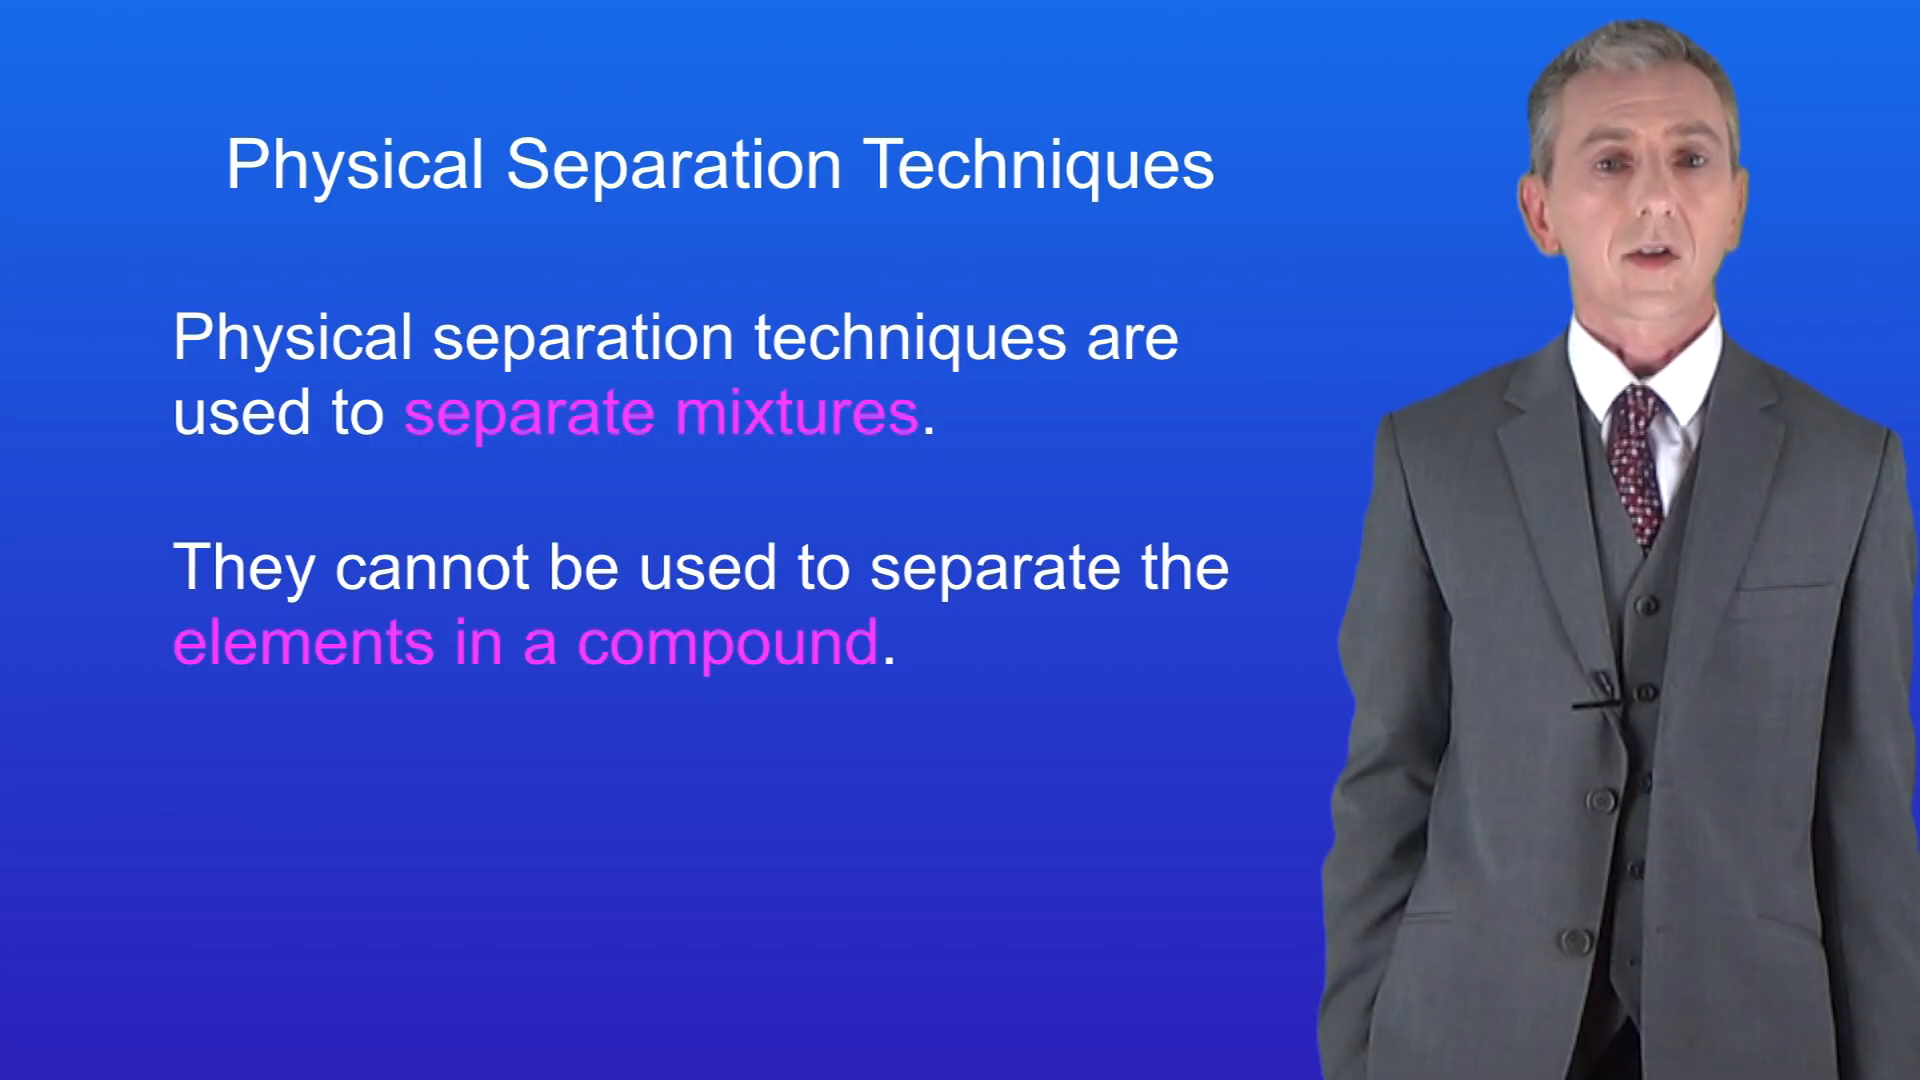 Physical Separation Techniques
Physical separation techniques are
used to separate mixtures.
They cannot be used to separate the
elements in a compound.